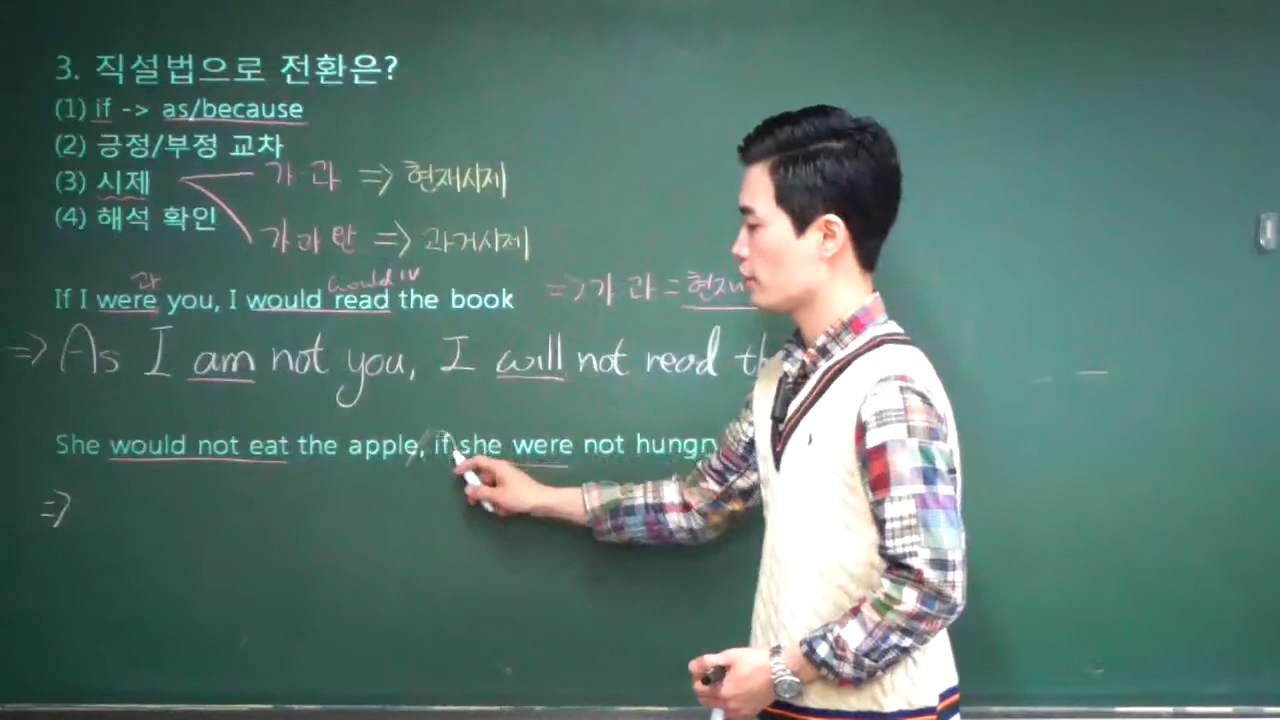 3. 직설법으로 전환은?
(1) if -> as/because
(2) 긍정/부정 교차
(3) 시제 가·과 => 현재시제
(4) 해석 확인
가과완 => 과거시제
과 would IV
If I were you, I would read the book => 가·과 = 현재
=> As I am not you, I will not read th
She would not eat the apple, if she were not hungry
=>